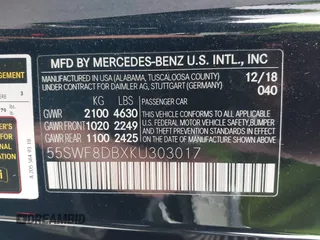 BY MERCEDES-BENZ U.S. INTL., INC
MANUFACTURED IN USA (ALABAMA, TUSCALOOSA COUNTY)
UNDER CONTRACT FOR DAIMLER AG, STUTTGART (GERMANY)
12/18
040
KG LBS
GVWR 2100 4630
GAWR FRONT 1020 2249
GAWR REAR 1100 2425
PASSENGER CAR
THIS VEHICLE CONFORMS TO ALL APPLICABLE
U.S. FEDERAL MOTOR VEHICLE SAFETY, BUMPER, AND
THEFT PREVENTION STANDARDS IN EFFECT ON THE
DATE OF MANUFACTURE SHOWN ABOVE.
55SWF8DBXKU303017
DREAMBID